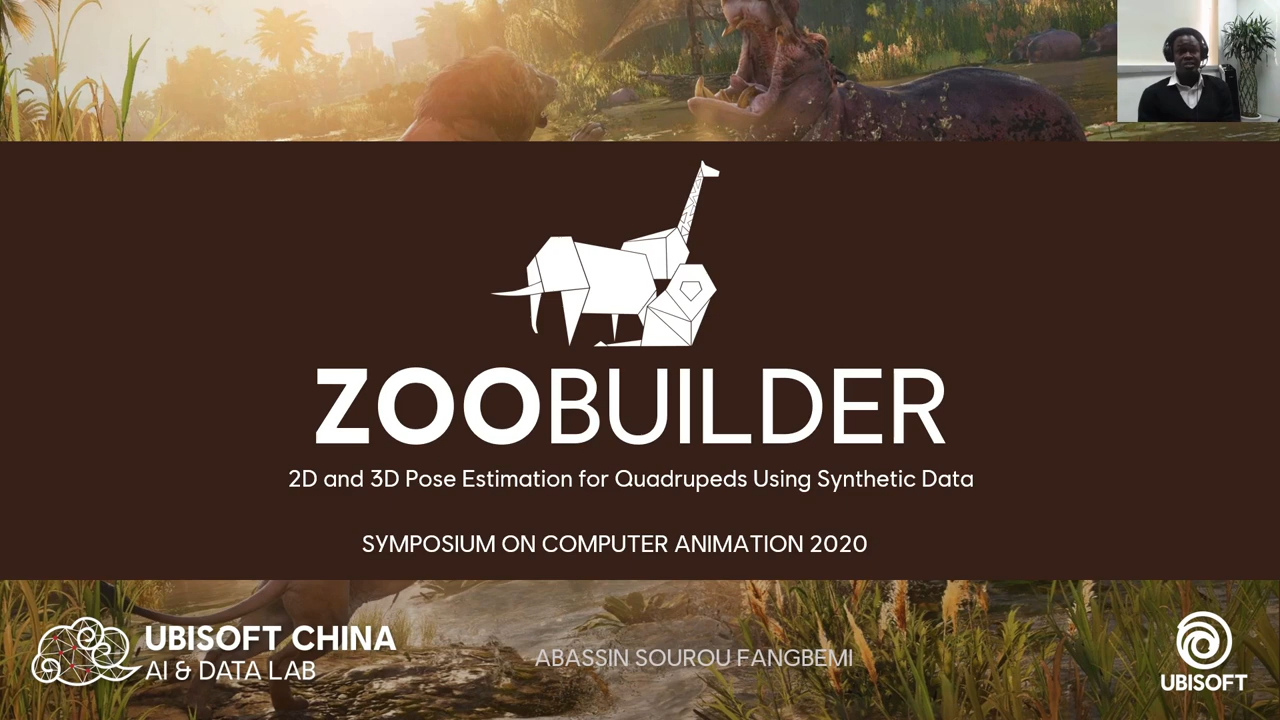 ZOOBUILDER
2D and 3D Pose Estimation for Quadrupeds Using Synthetic Data
SYMPOSIUM ON COMPUTER ANIMATION 2020
UBISOFT CHINA
AI & DATA LAB
ABASSIN SOUROU FANGBEMI
UBISOFT